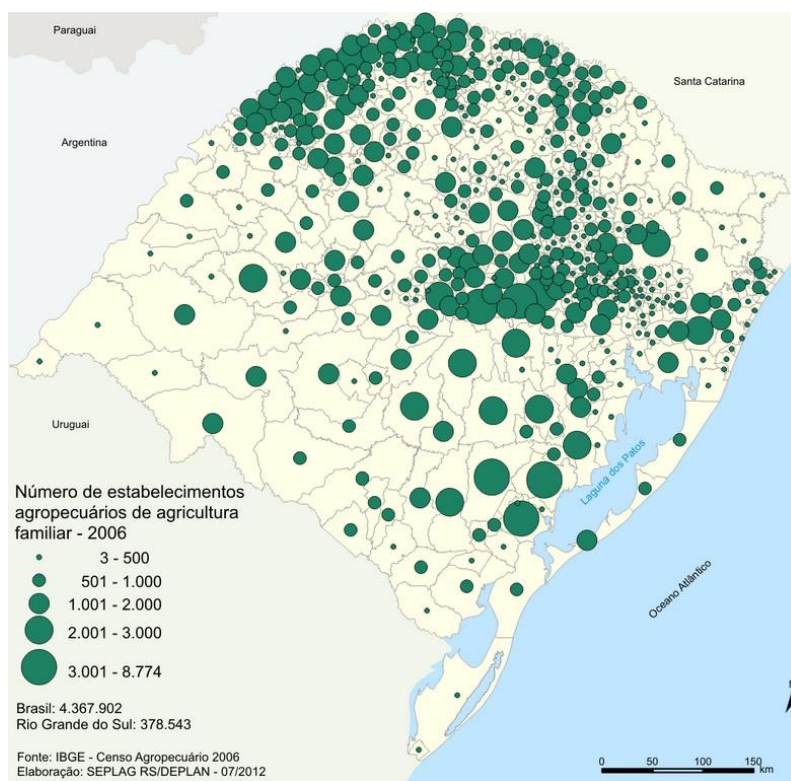 Paraguai
Santa Catarina
Argentina
Uruguai
Laguna dos Patos
Oceano Atlântico
Número de estabelecimentos
agropecuários de agricultura
familiar - 2006
3 - 500
501 - 1.000
1.001 - 2.000
2.001 - 3.000
3.001 - 8.774
Brasil: 4.367.902
Rio Grande do Sul: 378.543
Fonte: IBGE - Censo Agropecuário 2006
Elaboração: SEPLAG RS/DEPLAN - 07/2012
0 50 100 150
km